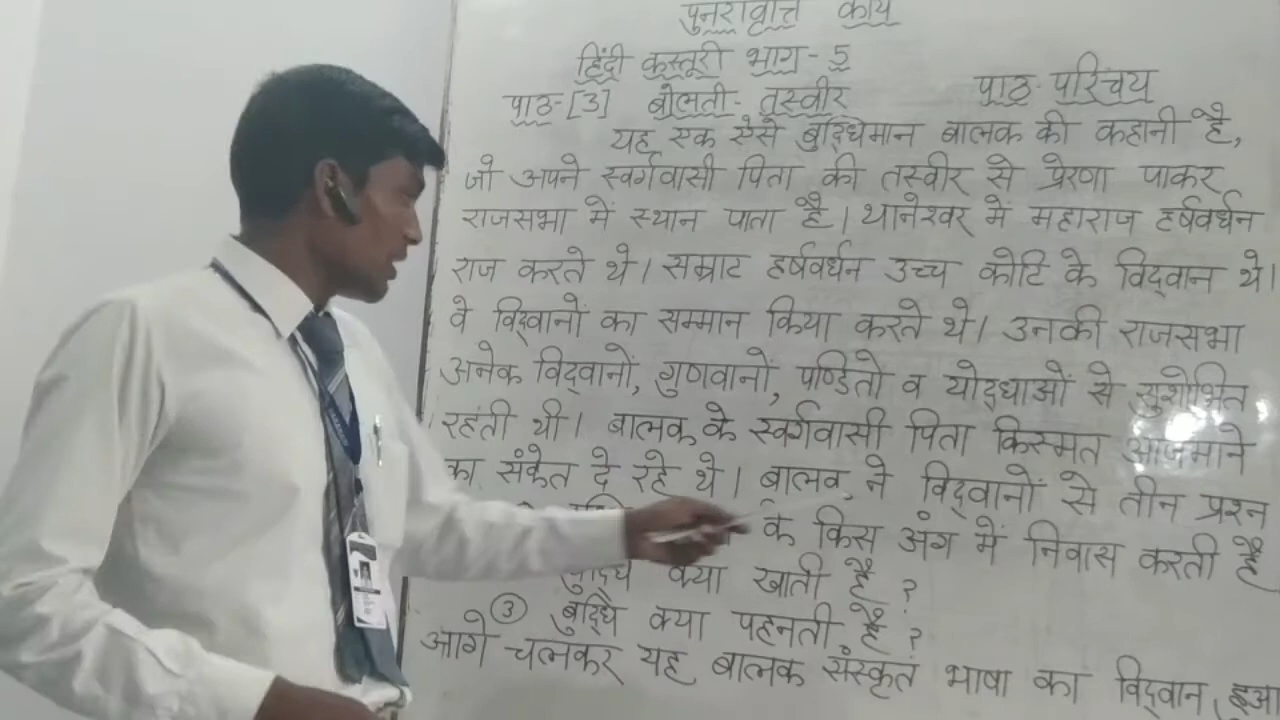 पुनरावृत्ति कार्य
हिंदी कस्तूरी भाग-5
पाठ-[3] बोलती-तस्वीर पाठ-परिचय
यह एक ऐसे बुद्धिमान बालक की कहानी है,
जो अपने स्वर्गवासी पिता की तस्वीर से प्रेरणा पाकर
राजसभा में स्थान पाता है। थानेश्वर में महाराज हर्षवर्धन
राज करते थे। सम्राट हर्षवर्धन उच्च कोटि के विद्वान थे।
वे विद्वानों का सम्मान किया करते थे। उनकी राजसभा
अनेक विद्वानों, गुणवानों, पण्डितो व योद्धाओं से सुशोभित
रहंती थी। बालक के स्वर्गवासी पिता किस्मत आजमाने
का संकेत दे रहे थे। बालक ने विद्वानों से तीन प्रश्न
के किस अंग में निवास करती है
बुद्धि क्या खाती है ?
③ बुद्धि क्या पहनती है ?
आगे चलकर यह बालक संस्कृत भाषा का विद्वान हुआ